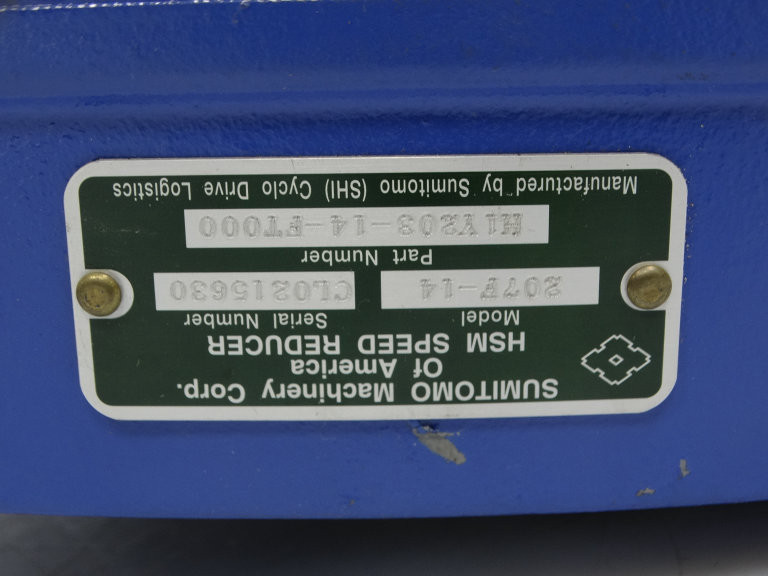 SUMITOMO Machinery Corp.
Of America
HSM SPEED REDUCER
Model Serial Number
207F-14 CL0215630
Part Number
H1Y203-14-FT000
Manufactured by Sumitomo (SHI) Cyclo Drive Logistics